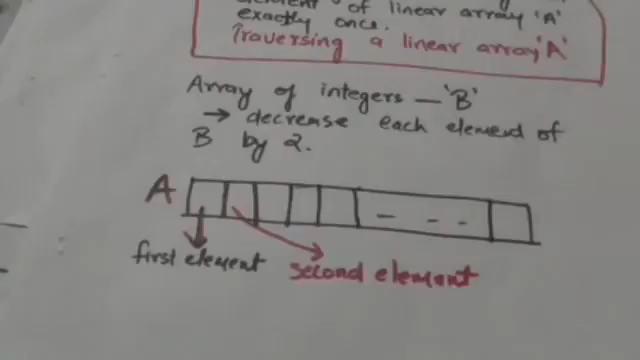 of linear array 'A'
exactly once.
Traversing a linear array 'A'
Array of integers - 'B'
→ decrease each element of
B by 2.
A
first element
second element